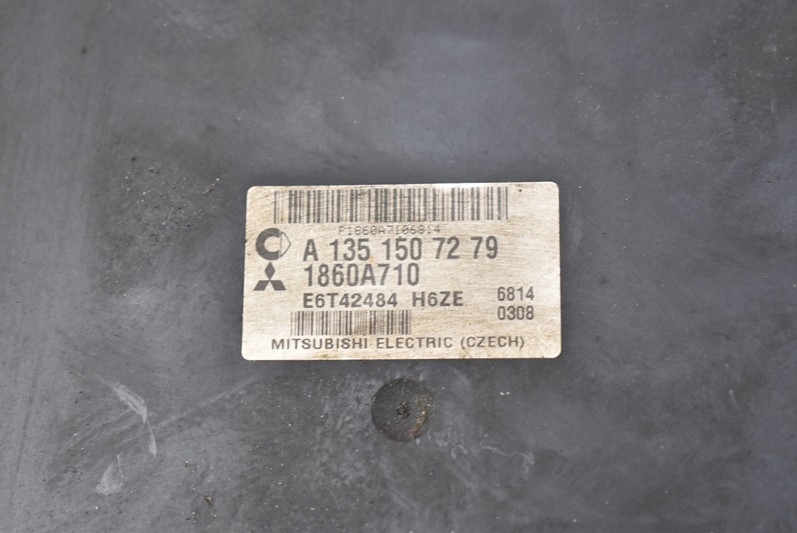 F1860A7106814
A 135 150 72 79
1860A710
E6T42484 H6ZE 6814
0308
MITSUBISHI ELECTRIC (CZECH)